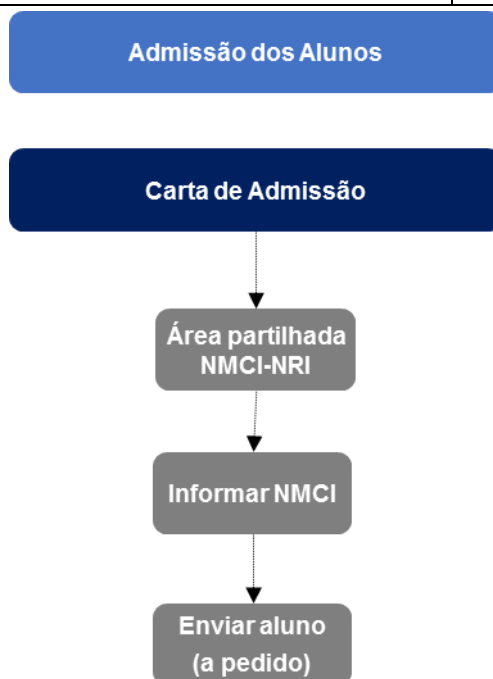 Admissão dos Alunos
Carta de Admissão
Área partilhada
NMCI-NRI
Informar NMCI
Enviar aluno
(a pedido)